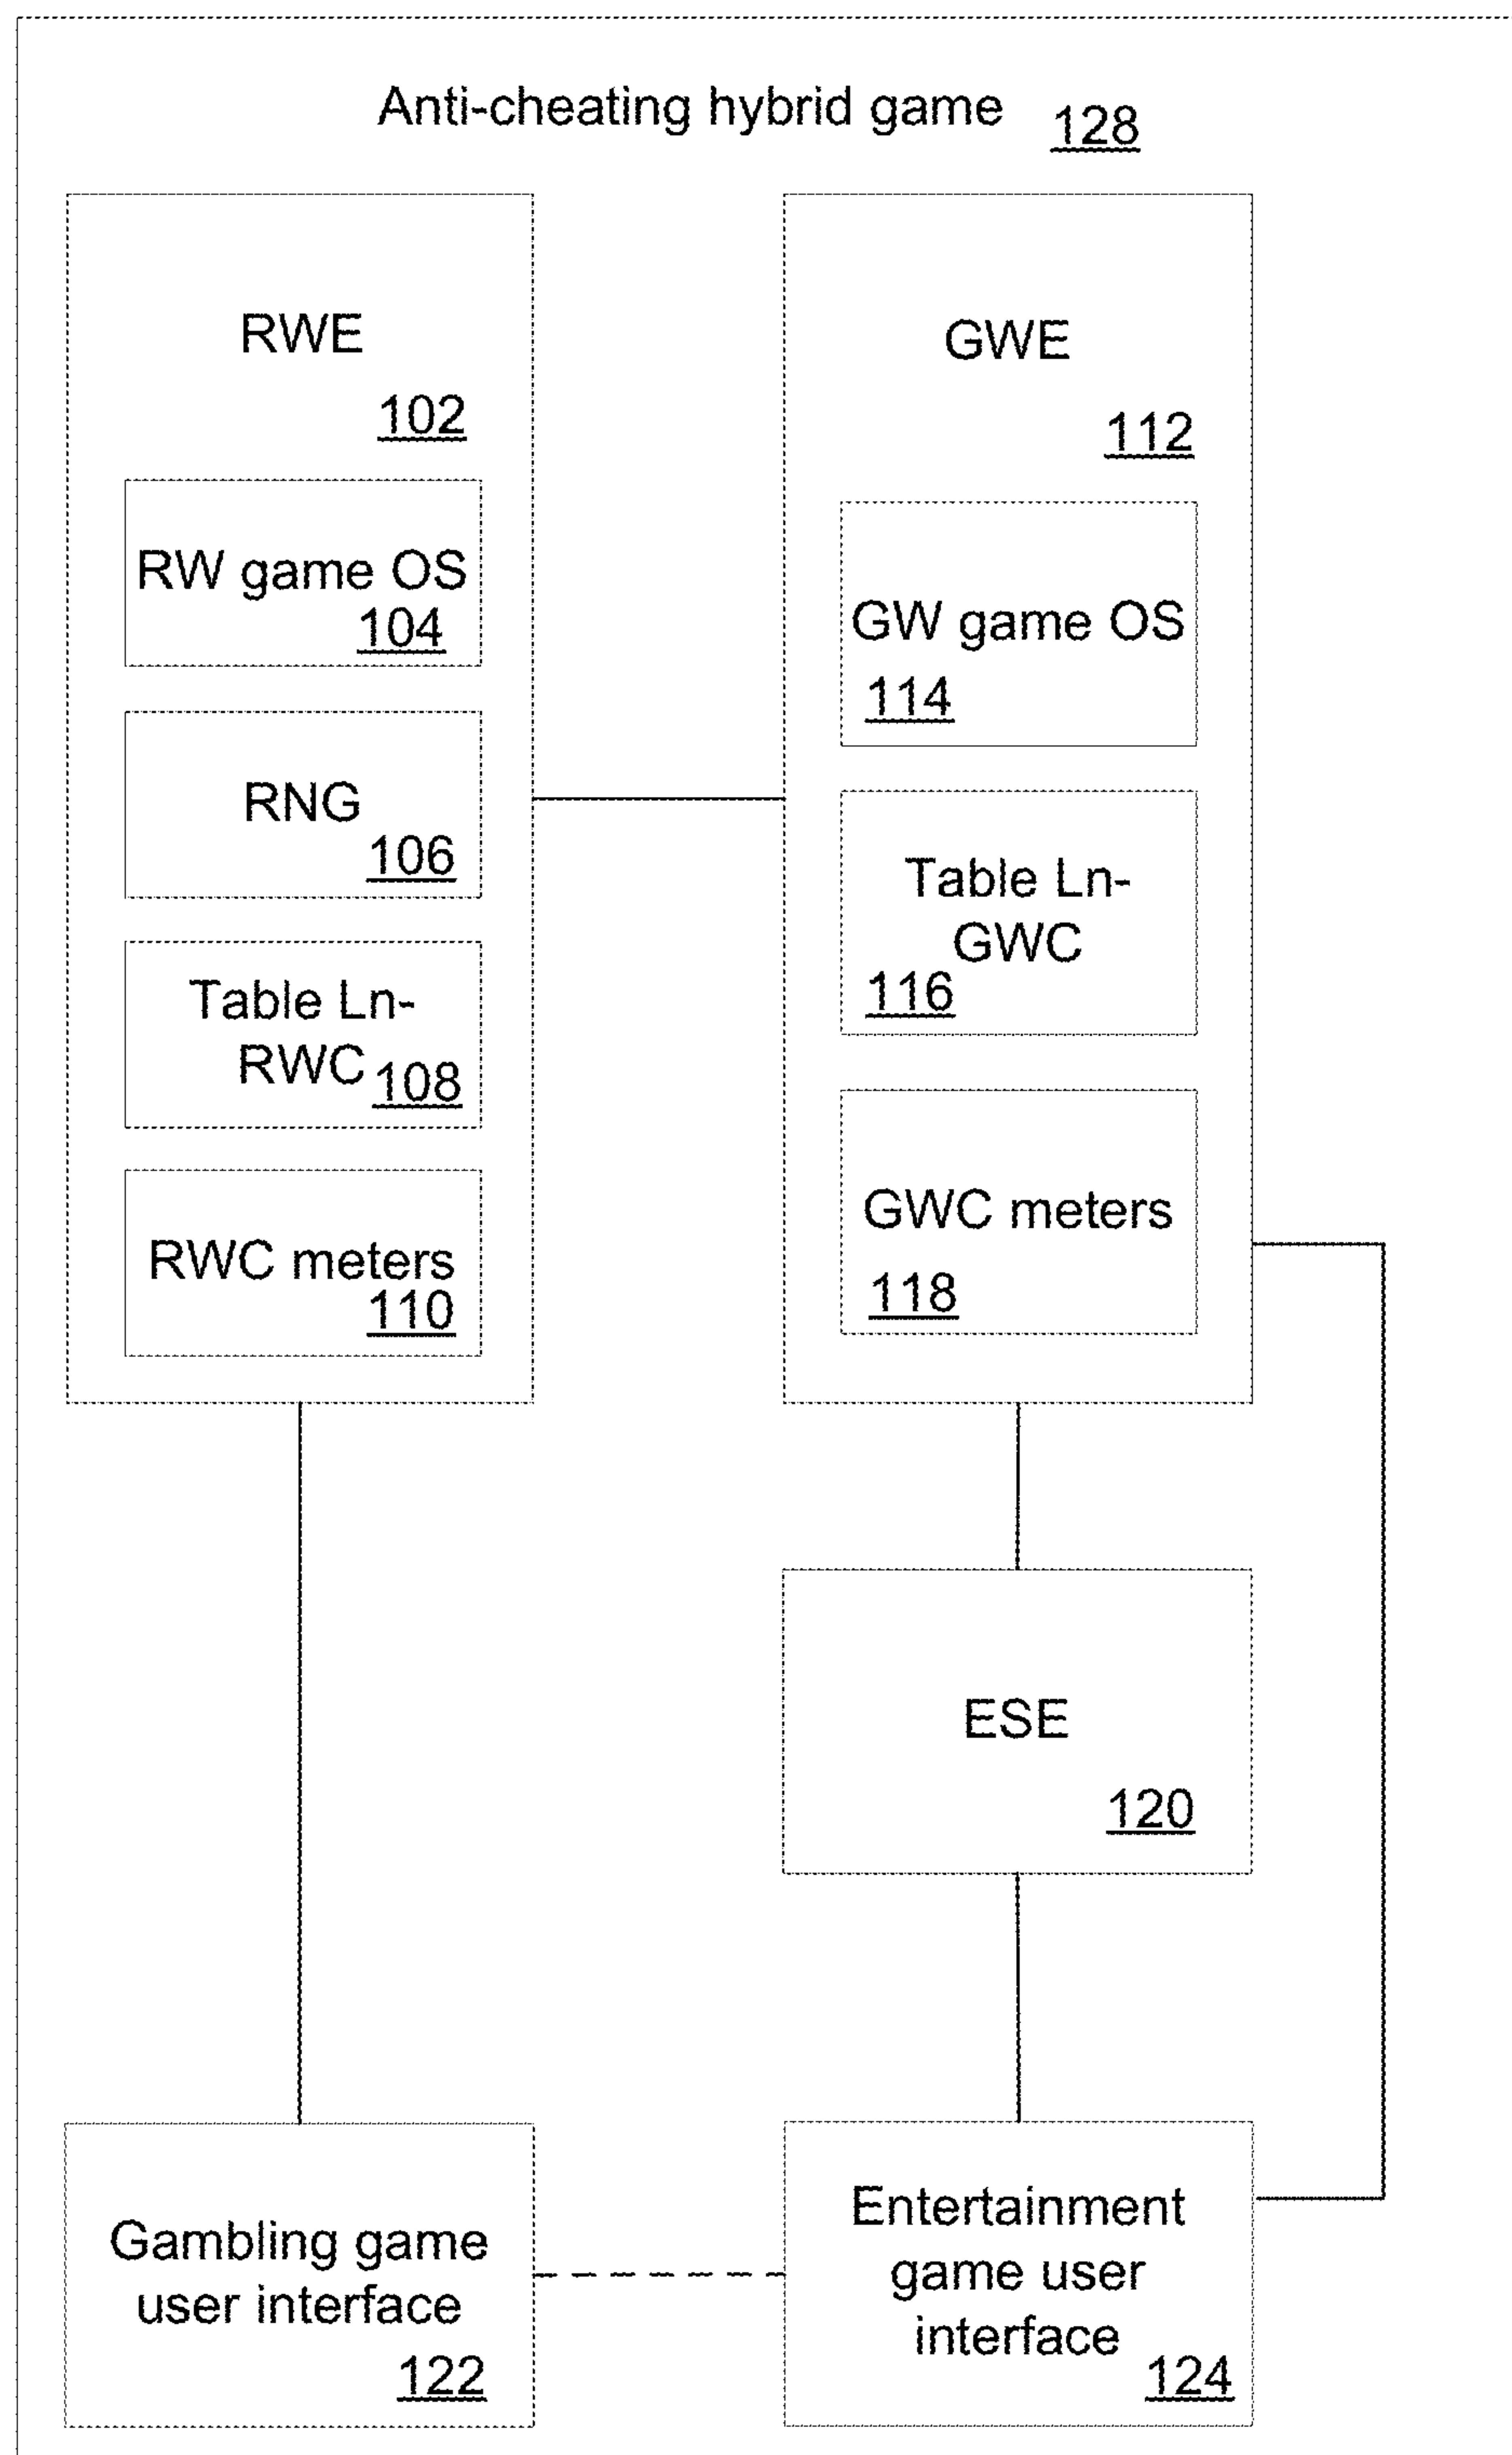 Anti-cheating hybrid game 128
RWE
102
RW game OS
104
RNG
106
Table Ln-
RWC 108
RWC meters
110
GWE
112
GW game OS
114
Table Ln-
GWC
116
GWC meters
118
ESE
120
Gambling game
user interface
122
Entertainment
game user
interface
124